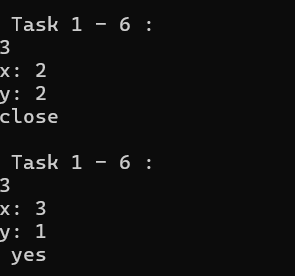 Task 1 - 6 :
3
x: 2
y: 2
close
Task 1 - 6 :
3
x: 3
y: 1
yes